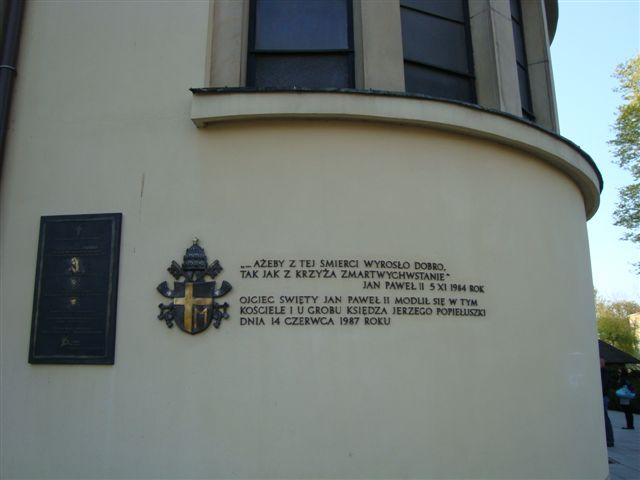 „...AŻEBY Z TEJ ŚMIERCI WYROSŁO DOBRO,
TAK JAK Z KRZYŻA ZMARTWYCHWSTANIE"
JAN PAWEŁ II 5 XI 1984 ROK
OJCIEC ŚWIĘTY JAN PAWEŁ II MODLIŁ SIĘ W TYM
KOŚCIELE I U GROBU KSIĘDZA JERZEGO POPIEŁUSZKI
DNIA 14 CZERWCA 1987 ROKU